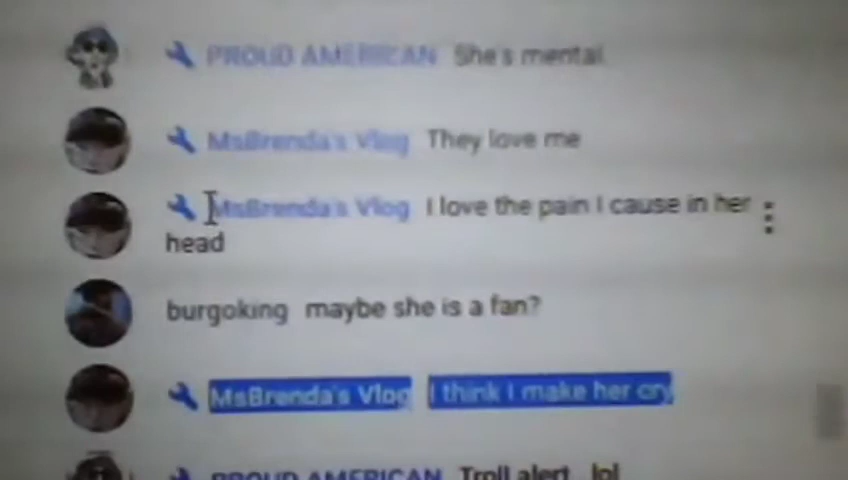 PROUD AMERICAN She's mental.
MsBrenda's Vlog They love me
MsBrenda's Vlog I love the pain I cause in her
head
burgoking maybe she is a fan?
MsBrenda's Vlog I think I make her cry
PROUD AMERICAN Troll alert lol